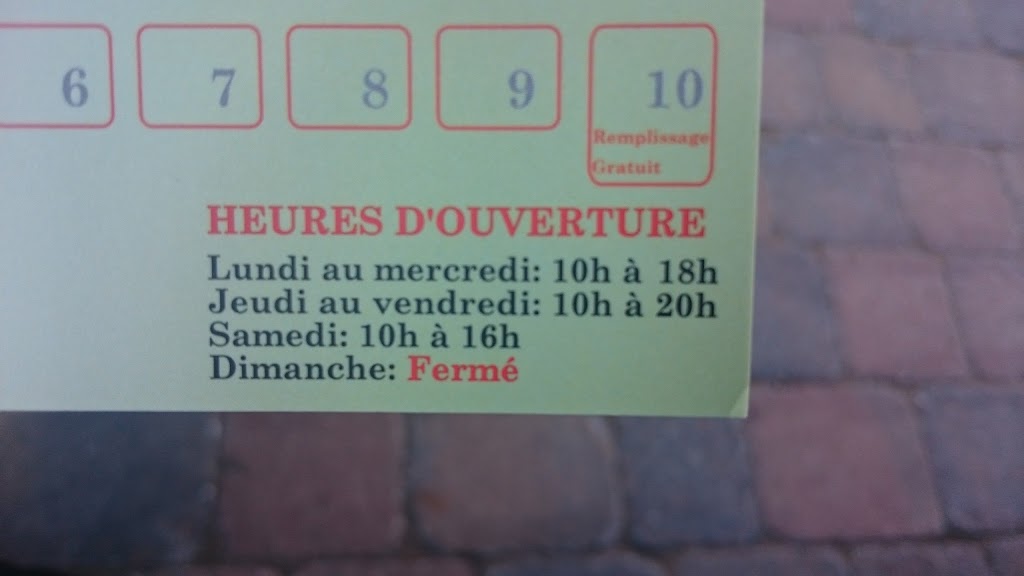 6 7 8 9 10
Remplissage
Gratuit
HEURES D'OUVERTURE
Lundi au mercredi: 10h à 18h
Jeudi au vendredi: 10h à 20h
Samedi: 10h à 16h
Dimanche: Fermé